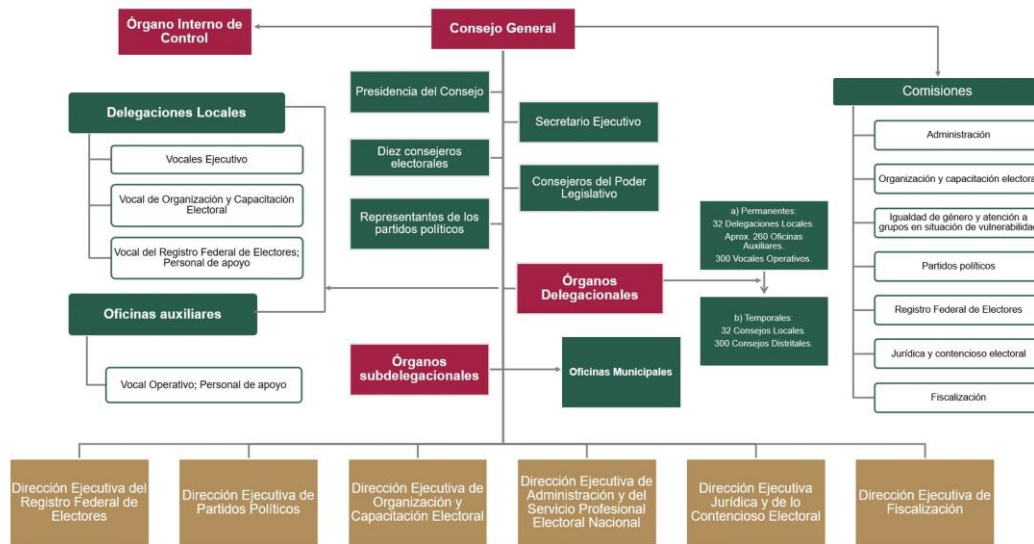 Órgano Interno de
Control
Consejo General
Presidencia del Consejo
Secretario Ejecutivo
Diez consejeros
electorales
Consejeros del Poder
Legislativo
Representantes de los
partidos políticos
Delegaciones Locales
Vocales Ejecutivo
Vocal de Organización y Capacitación
Electoral
Vocal del Registro Federal de Electores;
Personal de apoyo
Oficinas auxiliares
Vocal Operativo; Personal de apoyo
Órganos
Delegacionales
a) Permanentes:
32 Delegaciones Locales.
Aprox. 260 Oficinas
Auxiliares.
300 Vocales Operativos.
b) Temporales:
32 Consejos Locales.
300 Consejos Distritales.
Órganos
subdelegacionales
Oficinas Municipales
Comisiones
Administración
Organización y capacitación electoral
Igualdad de género y atención a
grupos en situación de vulnerabilidad
Partidos políticos
Registro Federal de Electores
Jurídica y contencioso electoral
Fiscalización
Dirección Ejecutiva del
Registro Federal de
Electores
Dirección Ejecutiva de
Partidos Políticos
Dirección Ejecutiva de
Organización y
Capacitación Electoral
Dirección Ejecutiva de
Administración y del
Servicio Profesional
Electoral Nacional
Dirección Ejecutiva
Jurídica y de lo
Contencioso Electoral
Dirección Ejecutiva de
Fiscalización